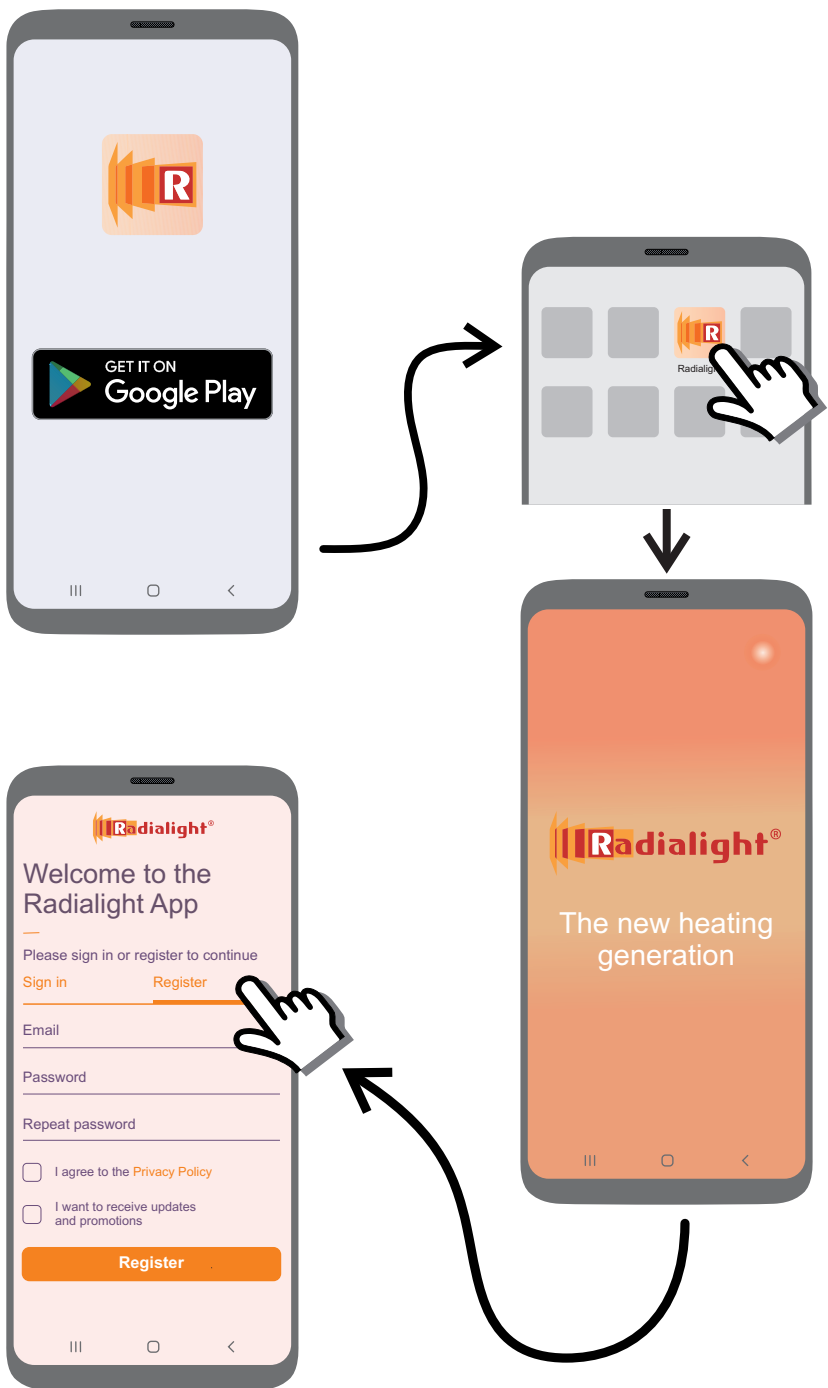 R
GET IT ON
Google Play
R
Radialig
Radialight®
The new heating
generation
Radialight®
Welcome to the
Radialight App
Please sign in or register to continue
Sign in Register
Email
Password
Repeat password
I agree to the Privacy Policy
I want to receive updates
and promotions
Register